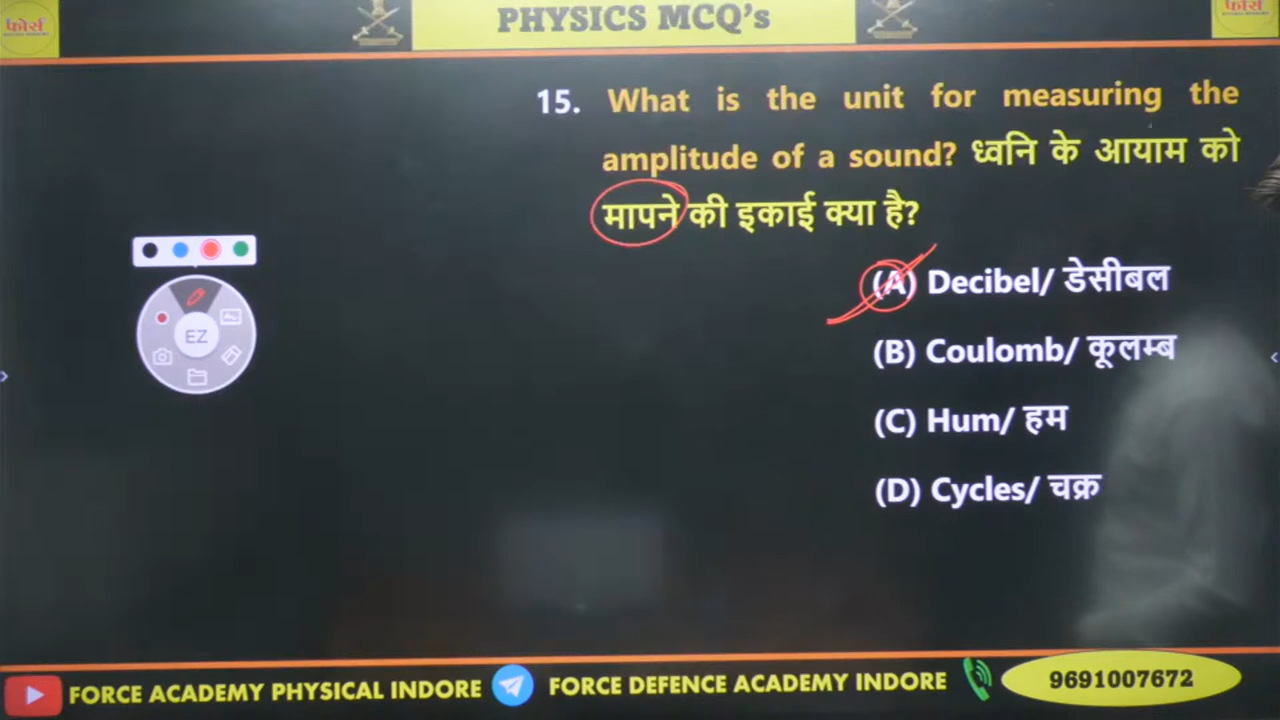 फोर्स
PHYSICS MCQ's
फोर्स
15. What is the unit for measuring the
amplitude of a sound? ध्वनि के आयाम को
मापने की इकाई क्या है?
(A) Decibel/ डेसीबल
(B) Coulomb/ कूलम्ब
(C) Hum/ हम
(D) Cycles/ चक्र
EZ
FORCE ACADEMY PHYSICAL INDORE
FORCE DEFENCE ACADEMY INDORE
9691007672